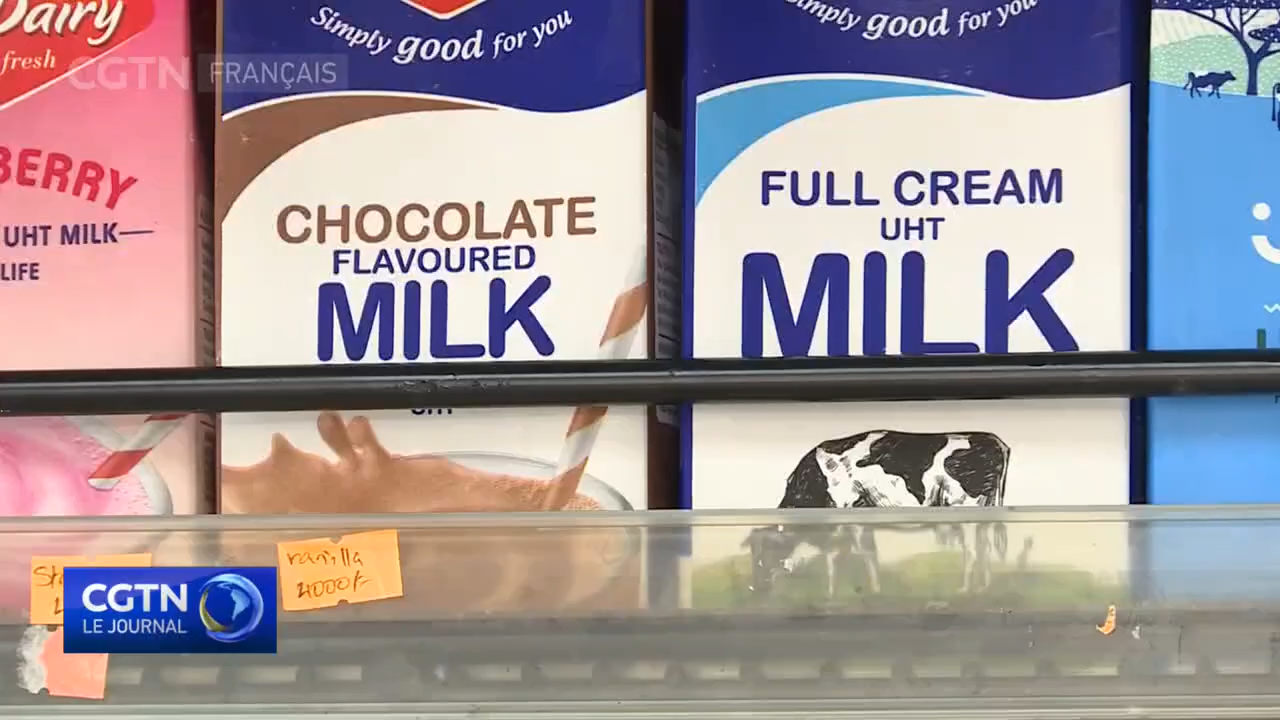 Dairy
fresh
CGTN FRANÇAIS
Simply good for you
Simply good for you
BERRY
UHT MILK
LIFE
CHOCOLATE
FLAVOURED
MILK
FULL CREAM
UHT
MILK
vanilla
4000/-
CGTN
LE JOURNAL